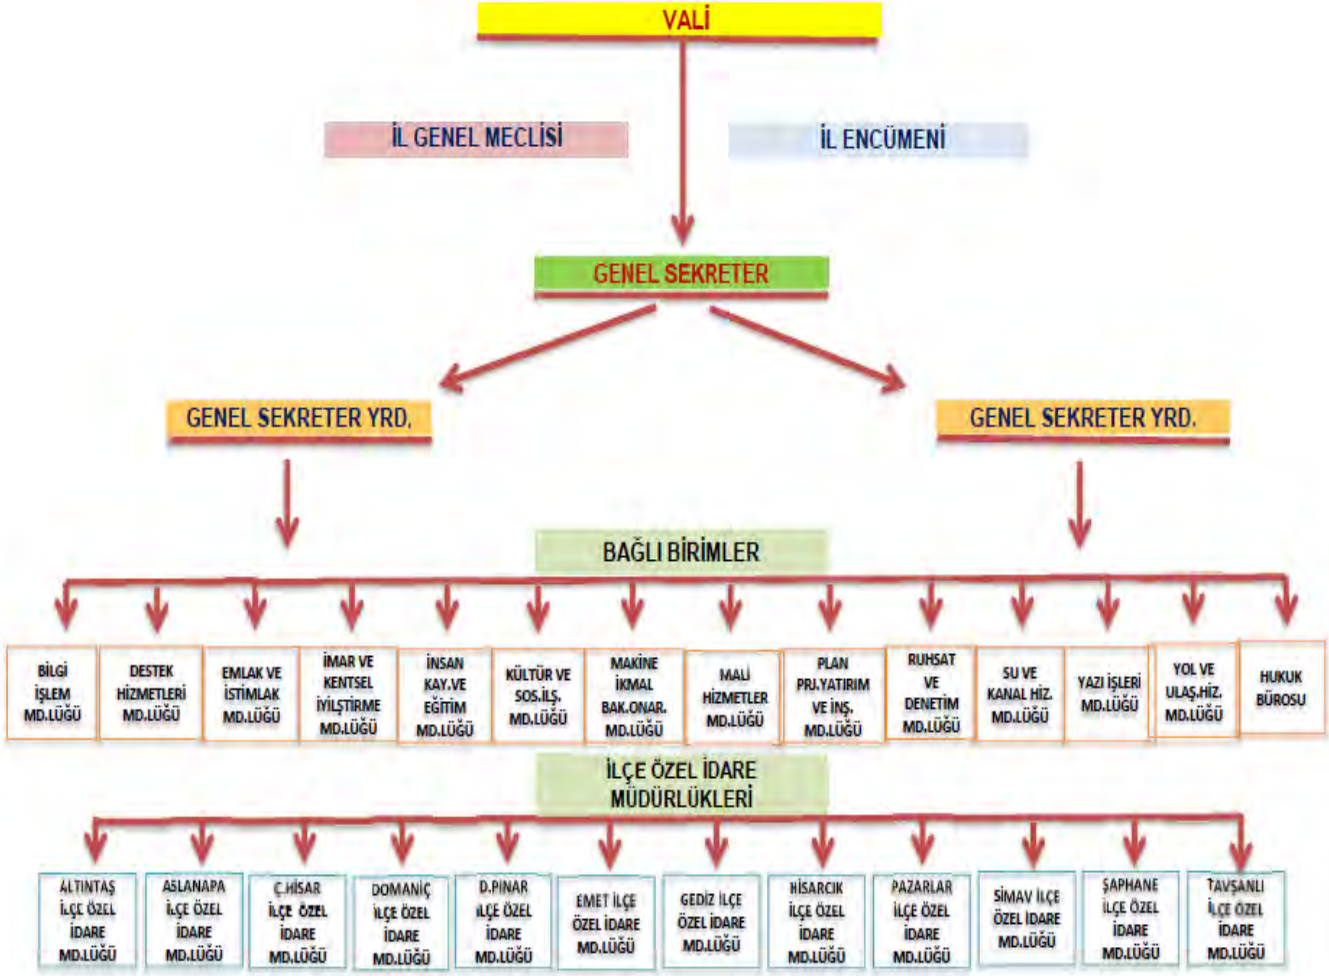 VALİ
İL GENEL MECLİSİ
İL ENCÜMENİ
GENEL SEKRETER
GENEL SEKRETER YRD.
GENEL SEKRETER YRD.
BAĞLI BİRİMLER
BİLGİ
İŞLEM
MD.LÜĞÜ
DESTEK
HİZMETLERİ
MD.LÜĞÜ
EMLAK VE
İSTİMLAK
MD.LÜĞÜ
İMAR VE
KENTSEL
İYİLŞTİRME
MD.LÜĞÜ
İNSAN
KAY.VE
EĞİTİM
MD.LÜĞÜ
KÜLTÜR VE
SOS.İLŞ.
MD.LÜĞÜ
MAKİNE
İKMAL
BAK.ONAR.
MD.LÜĞÜ
MALİ
HİZMETLER
MD.LÜĞÜ
PLAN
PRJ.YATIRIM
VE İNŞ.
MD.LÜĞÜ
RUHSAT
VE
DENETİM
MD.LÜĞÜ
SU VE
KANAL HİZ.
MD.LÜĞÜ
YAZI İŞLERİ
MD.LÜĞÜ
YOL VE
ULAŞ.HİZ.
MD.LÜĞÜ
HUKUK
BÜROSU
İLÇE ÖZEL İDARE
MÜDÜRLÜKLERİ
ALTINTAŞ
İLÇE ÖZEL
İDARE
MD.LÜĞÜ
ASLANAPA
İLÇE ÖZEL
İDARE
MD.LÜĞÜ
Ç.HİSAR
İLÇE ÖZEL
İDARE
MD.LÜĞÜ
DOMANİÇ
İLÇE ÖZEL
İDARE
MD.LÜĞÜ
D.PINAR
İLÇE ÖZEL
İDARE
MD.LÜĞÜ
EMET İLÇE
ÖZEL İDARE
MD.LÜĞÜ
GEDİZ İLÇE
ÖZEL İDARE
MD.LÜĞÜ
HİSARCIK
İLÇE ÖZEL
İDARE
MD.LÜĞÜ
PAZARLAR
İLÇE ÖZEL
İDARE
MD.LÜĞÜ
SİMAV İLÇE
ÖZEL İDARE
MD.LÜĞÜ
ŞAPHANE
İLÇE ÖZEL
İDARE
MD.LÜĞÜ
TAVŞANLI
İLÇE ÖZEL
İDARE
MD.LÜĞÜ